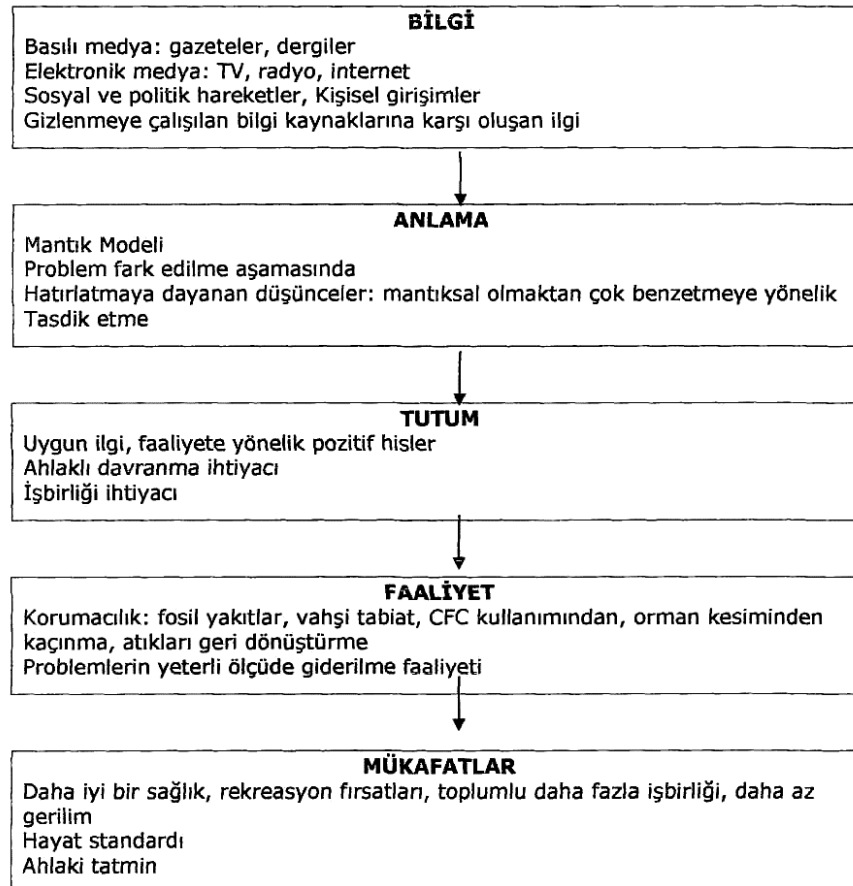 BİLGİ
Basılı medya: gazeteler, dergiler
Elektronik medya: TV, radyo, internet
Sosyal ve politik hareketler, Kişisel girişimler
Gizlenmeye çalışılan bilgi kaynaklarına karşı oluşan ilgi
ANLAMA
Mantık Modeli
Problem fark edilme aşamasında
Hatırlatmaya dayanan düşünceler: mantıksal olmaktan çok benzetmeye yönelik
Tasdik etme
TUTUM
Uygun ilgi, faaliyete yönelik pozitif hisler
Ahlaklı davranma ihtiyacı
İşbirliği ihtiyacı
FAALİYET
Korumacılık: fosil yakıtlar, vahşi tabiat, CFC kullanımından, orman kesiminden
kaçınma, atıkları geri dönüştürme
Problemlerin yeterli ölçüde giderilme faaliyeti
MÜKAFATLAR
Daha iyi bir sağlık, rekreasyon fırsatları, toplumlu daha fazla işbirliği, daha az
gerilim
Hayat standardı
Ahlaki tatmin